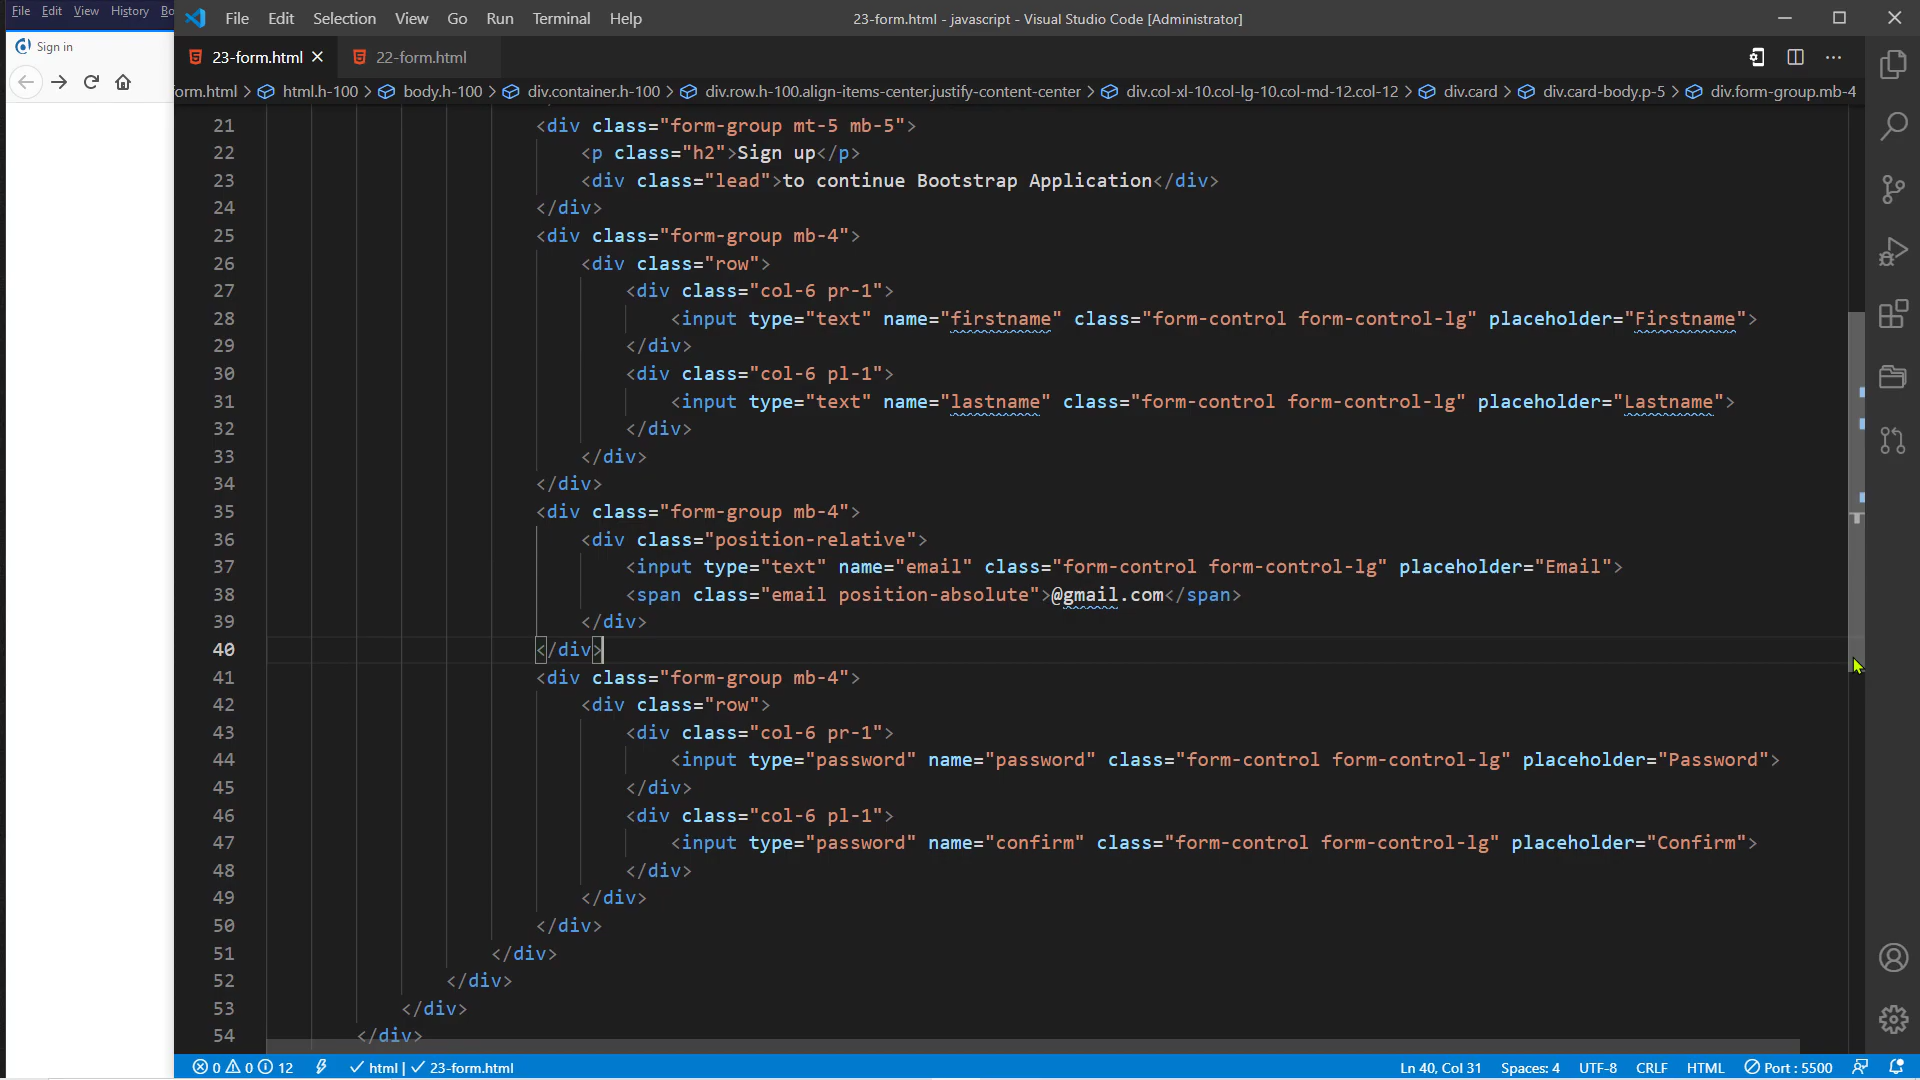 File Edit View History Bo
Sign in
File Edit Selection View Go Run Terminal Help
23-form.html - javascript - Visual Studio Code [Administrator]
23-form.html
22-form.html
orm.html > html.h-100 > body.h-100 > div.container.h-100 > div.row.h-100.align-items-center.justify-content-center > div.col-xl-10.col-lg-10.col-md-12.col-12 > div.card > div.card-body.p-5 > div.form-group.mb-4
21 <div class="form-group mt-5 mb-5">
22 <p class="h2">Sign up</p>
23 <div class="lead">to continue Bootstrap Application</div>
24 </div>
25 <div class="form-group mb-4">
26 <div class="row">
27 <div class="col-6 pr-1">
28 <input type="text" name="firstname" class="form-control form-control-lg" placeholder="Firstname">
29 </div>
30 <div class="col-6 pl-1">
31 <input type="text" name="lastname" class="form-control form-control-lg" placeholder="Lastname">
32 </div>
33 </div>
34 </div>
35 <div class="form-group mb-4">
36 <div class="position-relative">
37 <input type="text" name="email" class="form-control form-control-lg" placeholder="Email">
38 <span class="email position-absolute">@gmail.com</span>
39 </div>
40 </div>
41 <div class="form-group mb-4">
42 <div class="row">
43 <div class="col-6 pr-1">
44 <input type="password" name="password" class="form-control form-control-lg" placeholder="Password">
45 </div>
46 <div class="col-6 pl-1">
47 <input type="password" name="confirm" class="form-control form-control-lg" placeholder="Confirm">
48 </div>
49 </div>
50 </div>
51 </div>
52 </div>
53 </div>
54 </div>
0 0 12 html | 23-form.html
Ln 40, Col 31 Spaces: 4 UTF-8 CRLF HTML Port : 5500